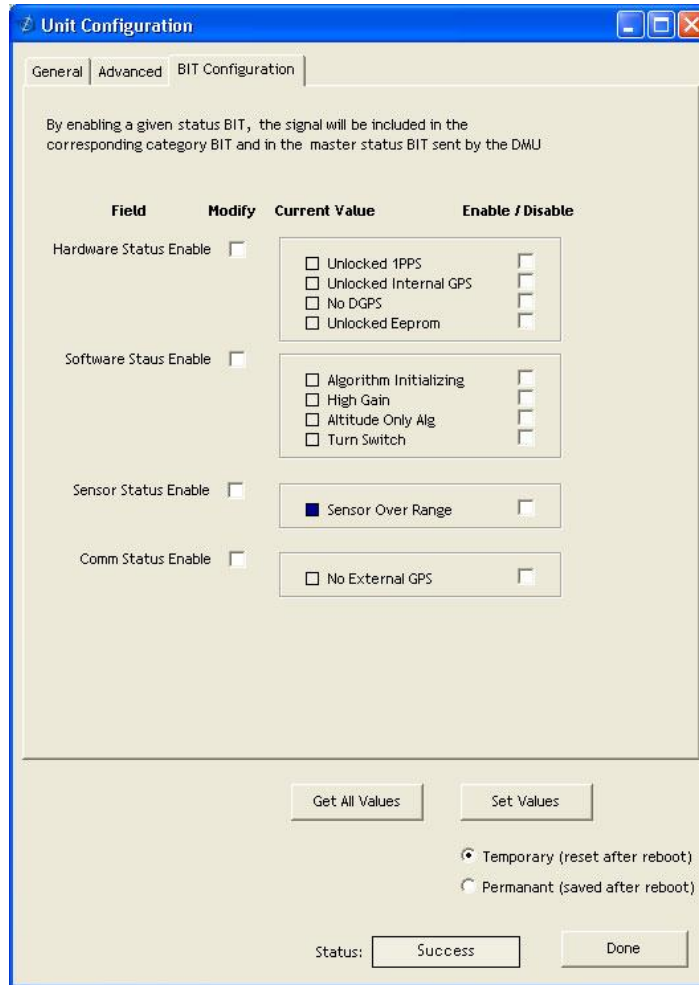 Unit Configuration
General Advanced BIT Configuration
By enabling a given status BIT, the signal will be included in the
corresponding category BIT and in the master status BIT sent by the DMU
Field Modify Current Value Enable / Disable
Hardware Status Enable
Unlocked 1PPS
Unlocked Internal GPS
No DGPS
Unlocked Eeprom
Software Staus Enable
Algorithm Initializing
High Gain
Altitude Only Alg
Turn Switch
Sensor Status Enable
Sensor Over Range
Comm Status Enable
No External GPS
Get All Values Set Values
Temporary (reset after reboot)
Permanant (saved after reboot)
Status: Success Done